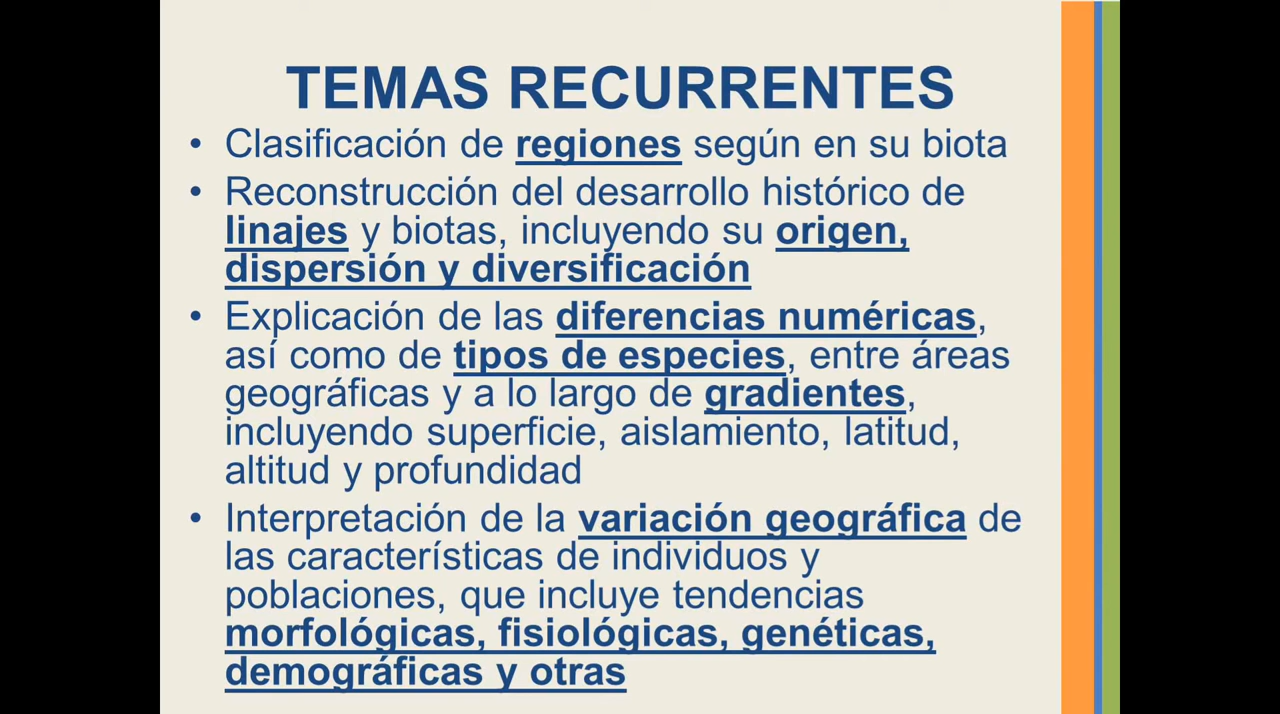 TEMAS RECURRENTES
• Clasificación de regiones según en su biota
• Reconstrucción del desarrollo histórico de
linajes y biotas, incluyendo su origen,
dispersión y diversificación
• Explicación de las diferencias numéricas,
así como de tipos de especies, entre áreas
geográficas y a lo largo de gradientes,
incluyendo superficie, aislamiento, latitud,
altitud y profundidad
• Interpretación de la variación geográfica de
las características de individuos y
poblaciones, que incluye tendencias
morfológicas, fisiológicas, genéticas,
demográficas y otras